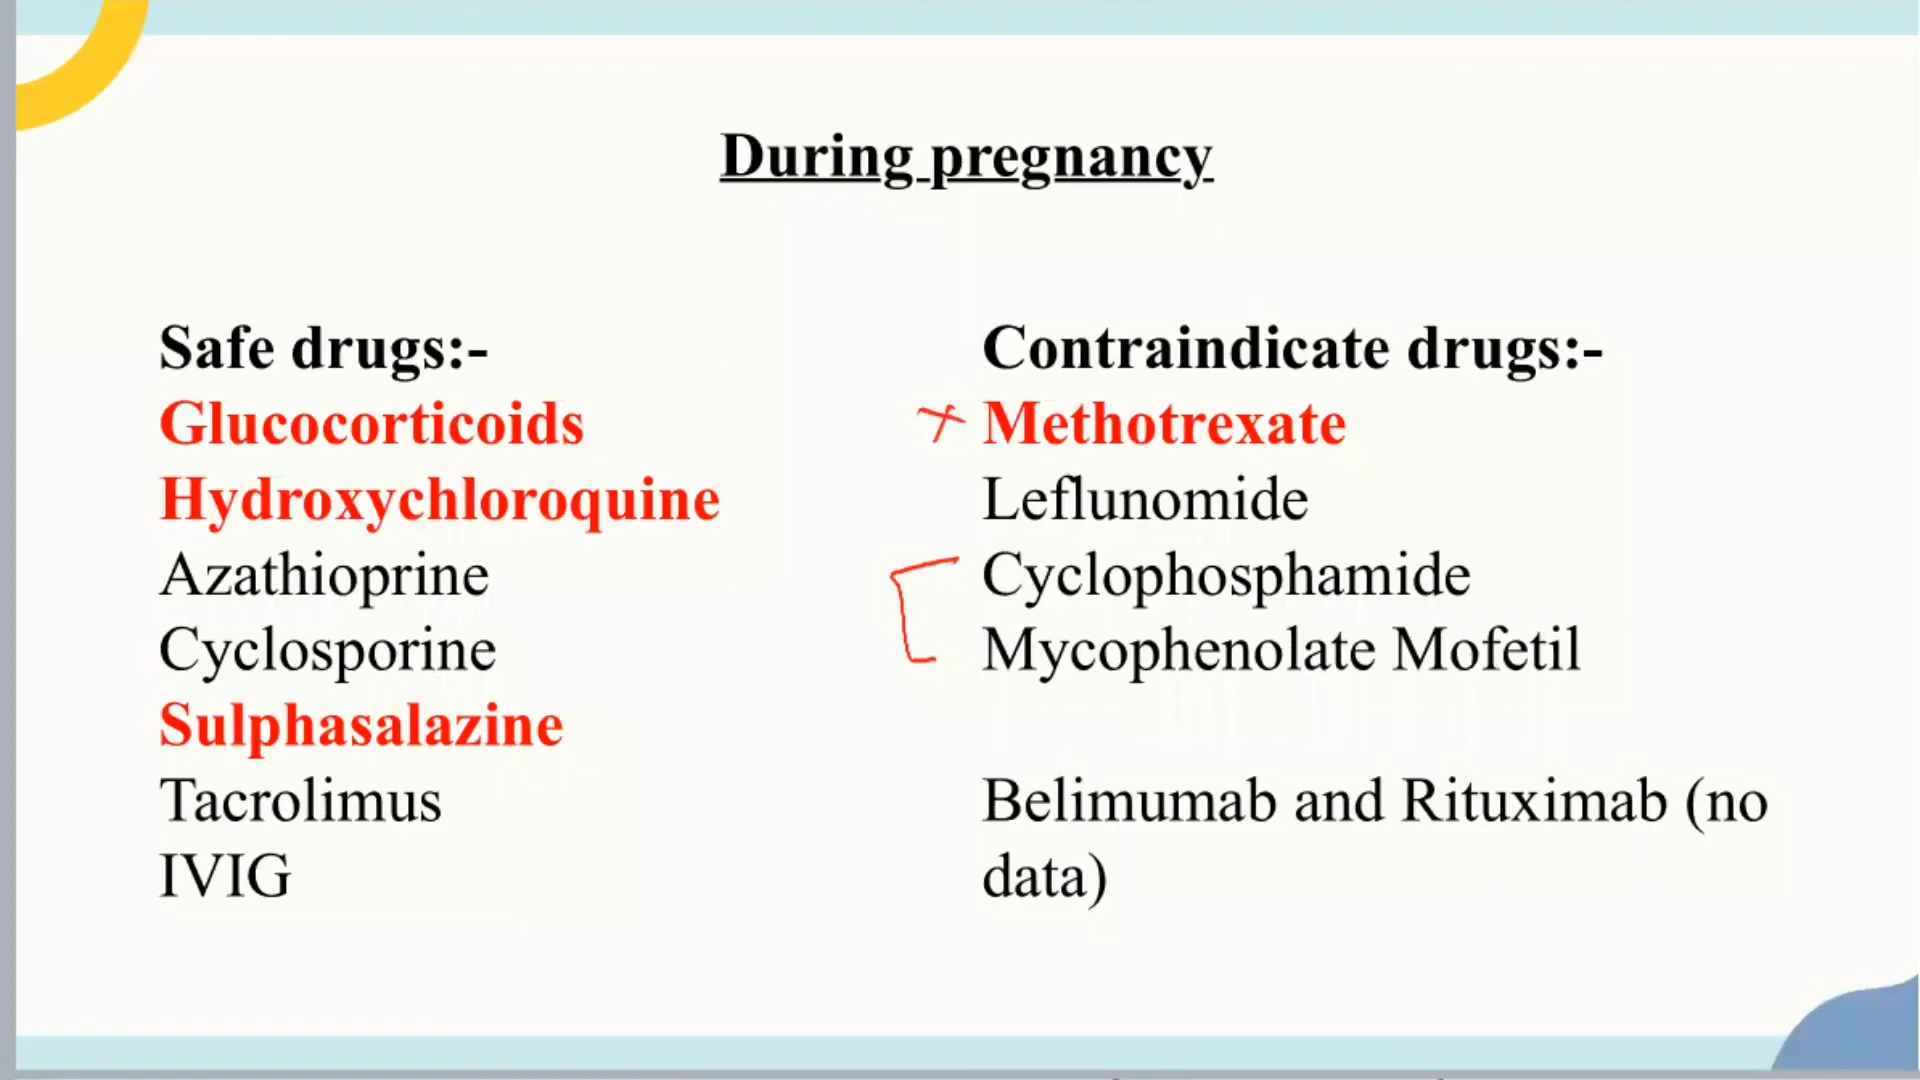 During pregnancy
Safe drugs:-
Glucocorticoids
Hydroxychloroquine
Azathioprine
Cyclosporine
Sulphasalazine
Tacrolimus
IVIG
Contraindicate drugs:-
Methotrexate
Leflunomide
Cyclophosphamide
Mycophenolate Mofetil
Belimumab and Rituximab (no
data)